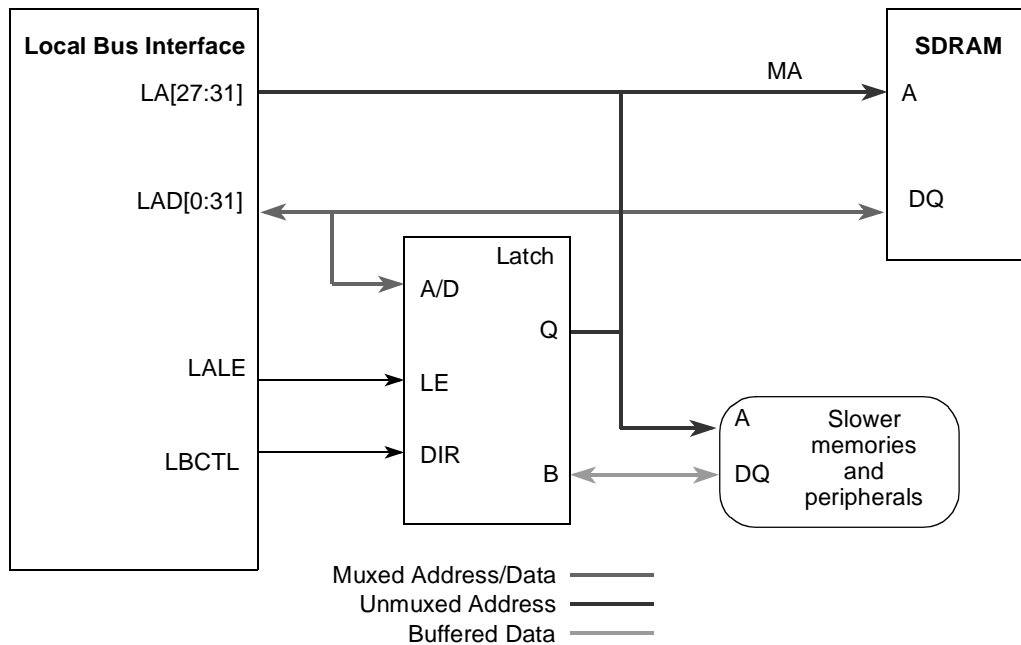 Local Bus Interface
SDRAM
MA
LA[27:31]
A
LAD[0:31]
DQ
Latch
A/D
Q
LALE
LE
A
Slower
memories
and
peripherals
LBCTL
DIR
B
DQ
Muxed Address/Data
Unmuxed Address
Buffered Data